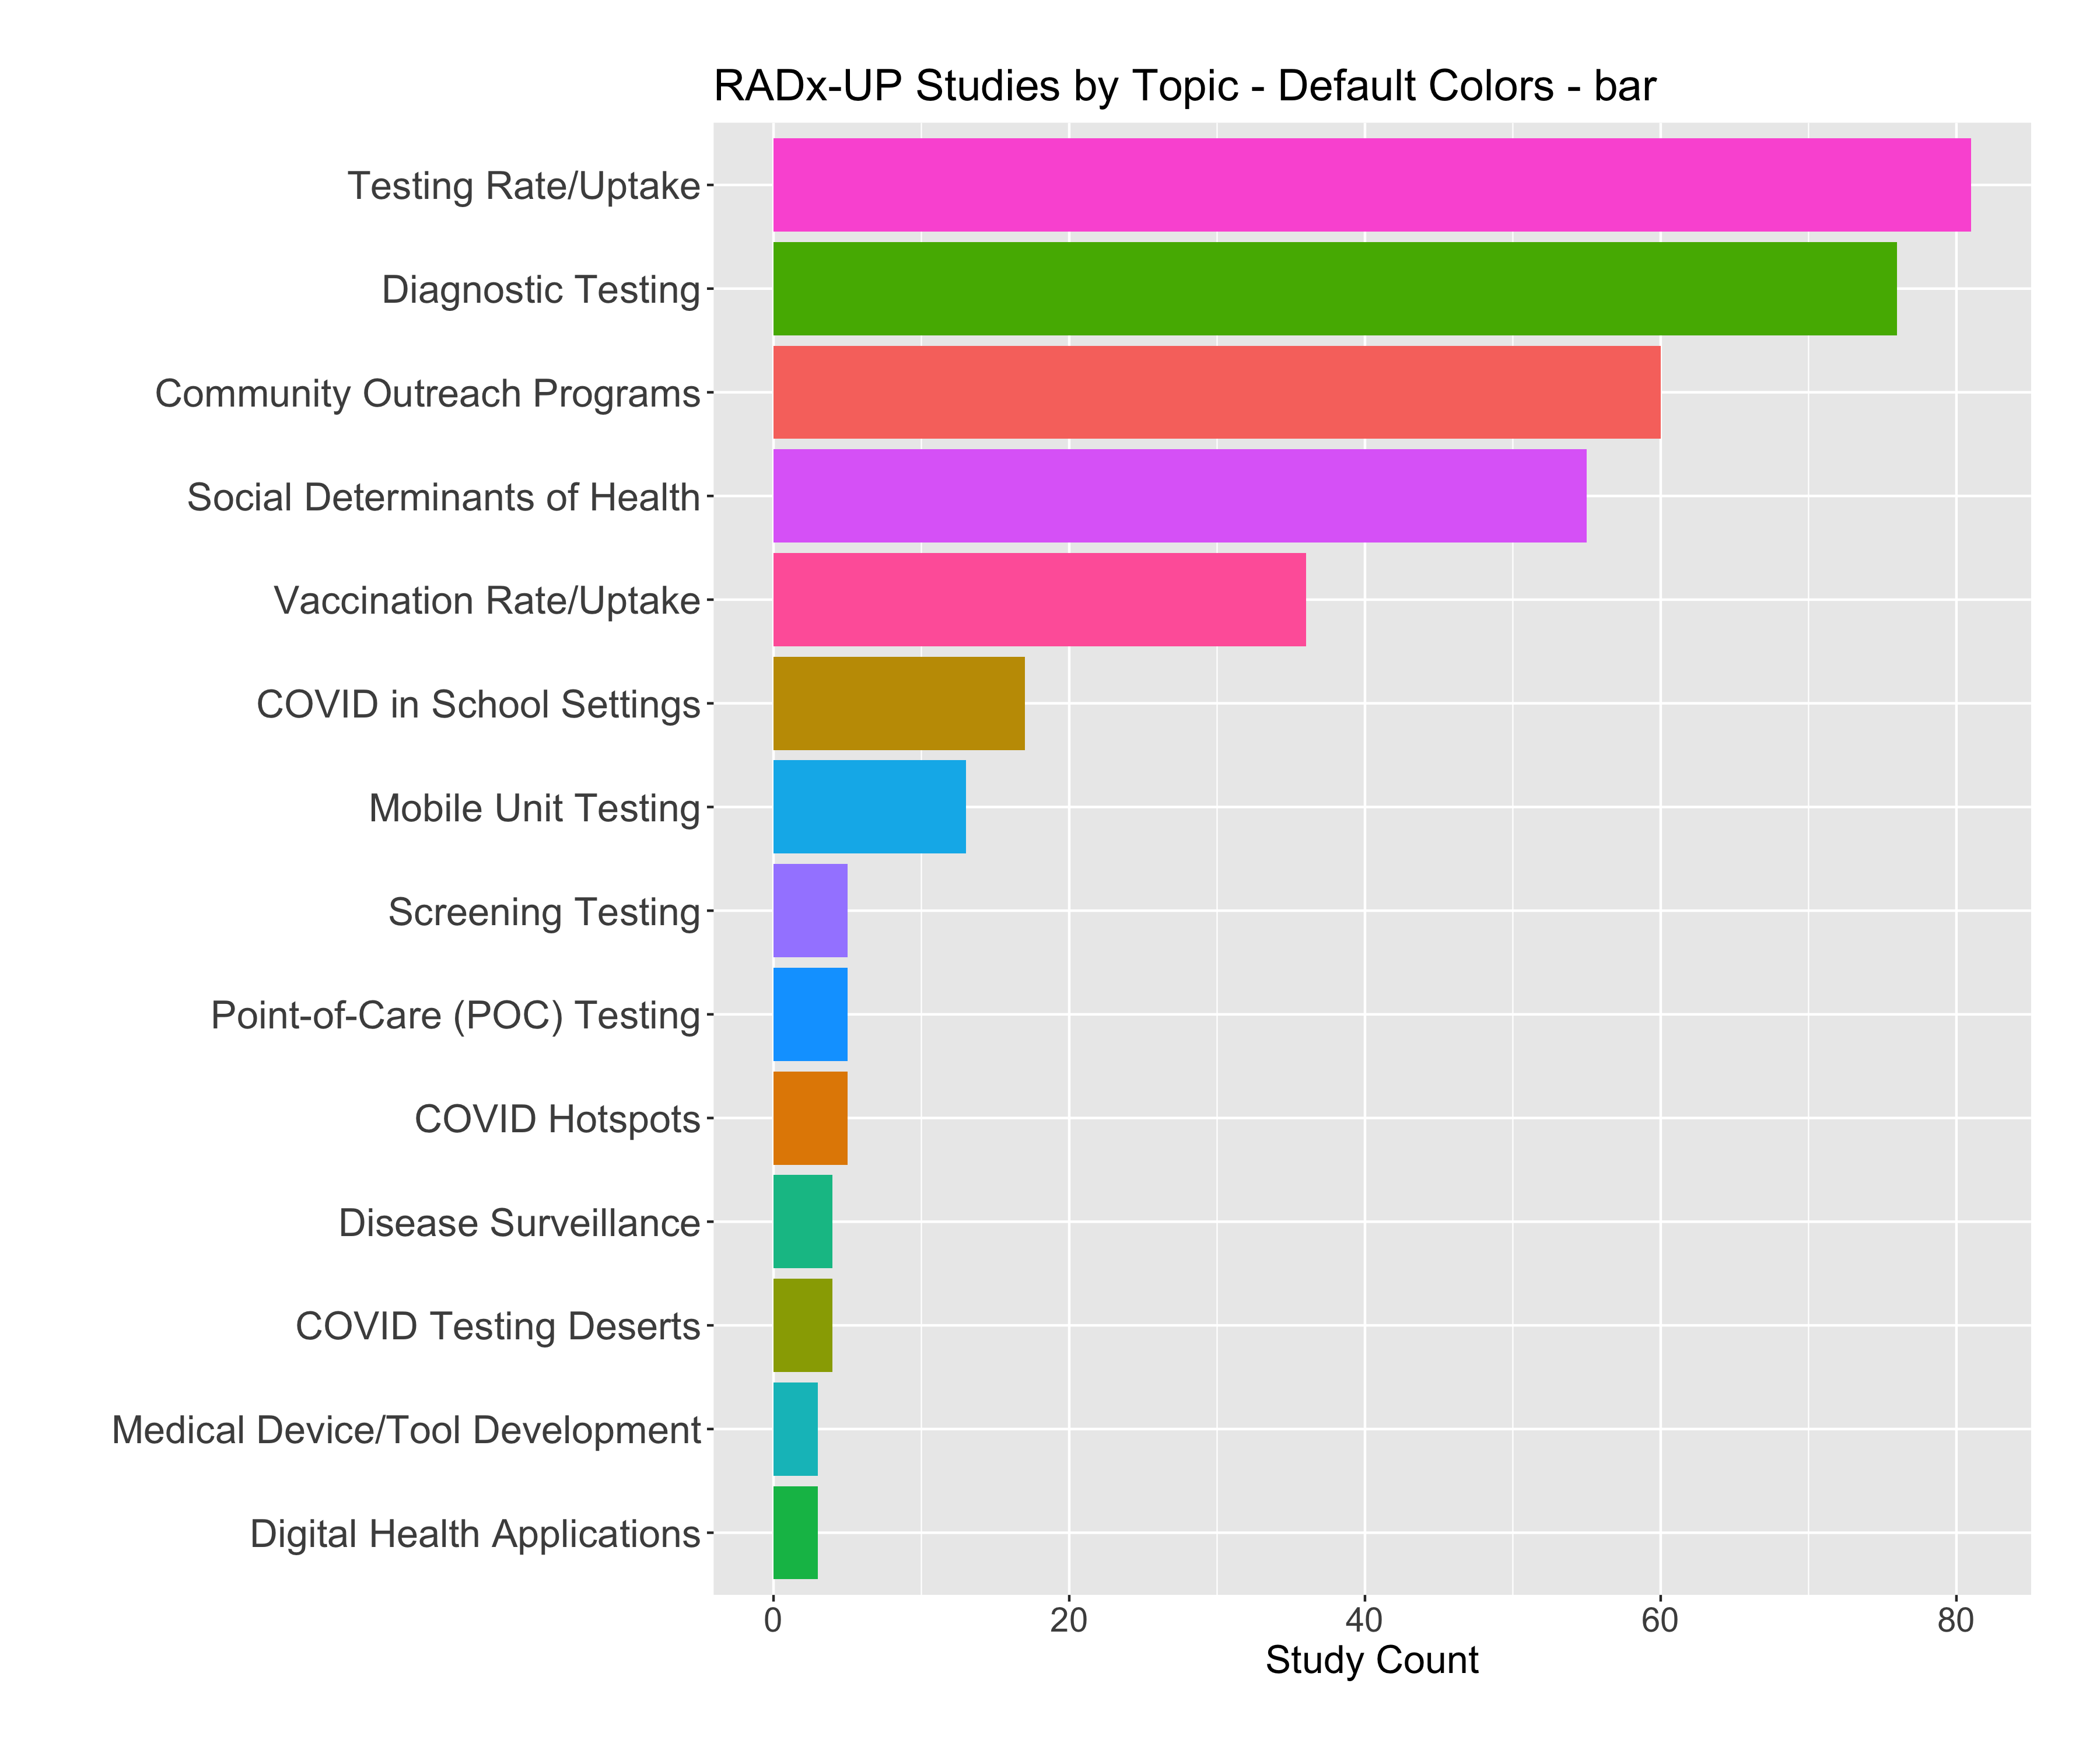 RADx-UP Studies by Topic - Default Colors - bar
Testing Rate/Uptake
Diagnostic Testing
Community Outreach Programs
Social Determinants of Health
Vaccination Rate/Uptake
COVID in School Settings
Mobile Unit Testing
Screening Testing
Point-of-Care (POC) Testing
COVID Hotspots
Disease Surveillance
COVID Testing Deserts
Medical Device/Tool Development
Digital Health Applications
0 20 40 60 80
Study Count